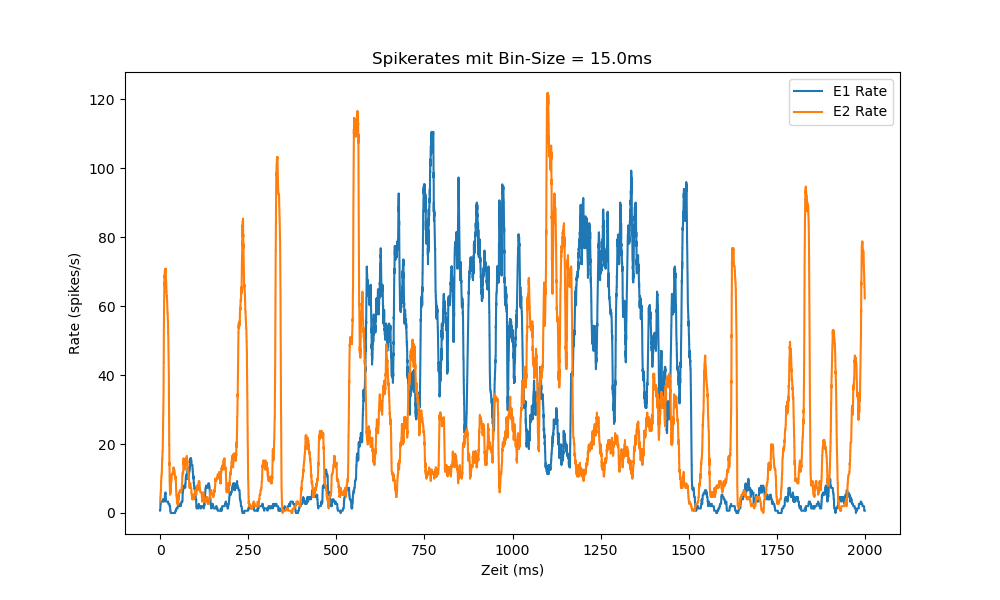 Spikerates mit Bin-Size = 15.0ms
E1 Rate
E2 Rate
Rate (spikes/s)
120
100
80
60
40
20
0
0 250 500 750 1000 1250 1500 1750 2000
Zeit (ms)